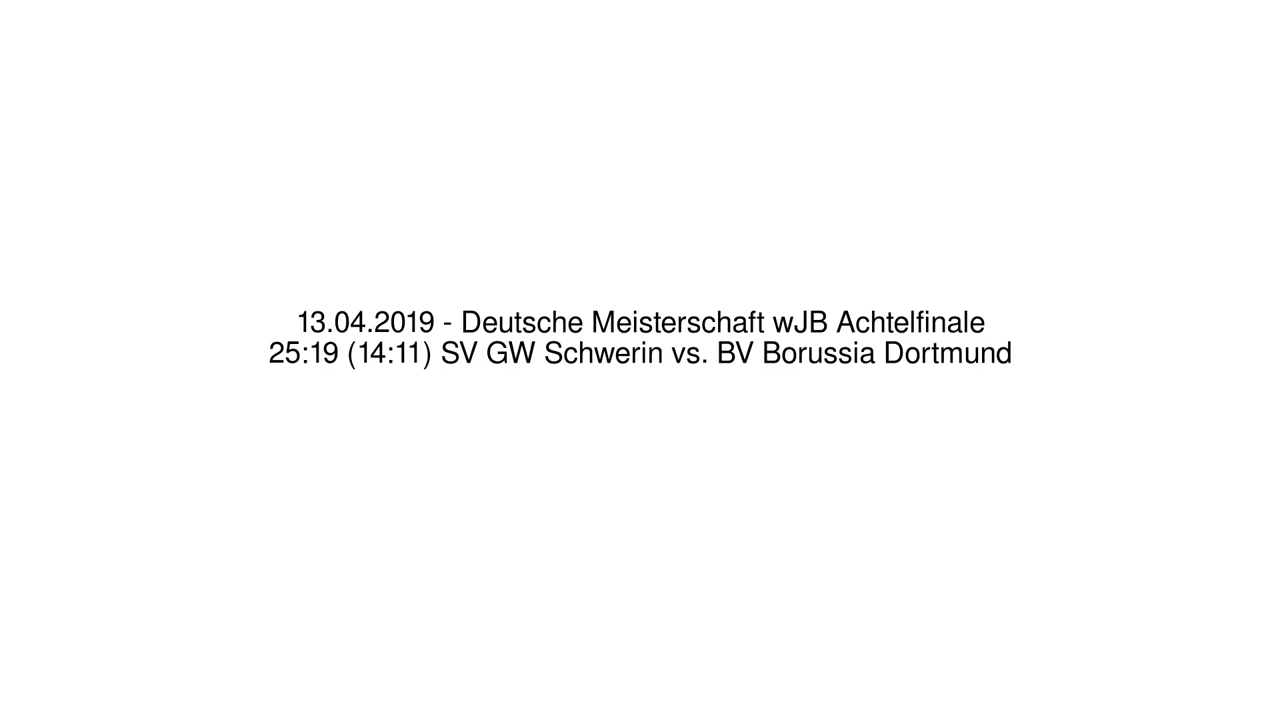 13.04.2019 - Deutsche Meisterschaft wJB Achtelfinale
25:19 (14:11) SV GW Schwerin vs. BV Borussia Dortmund